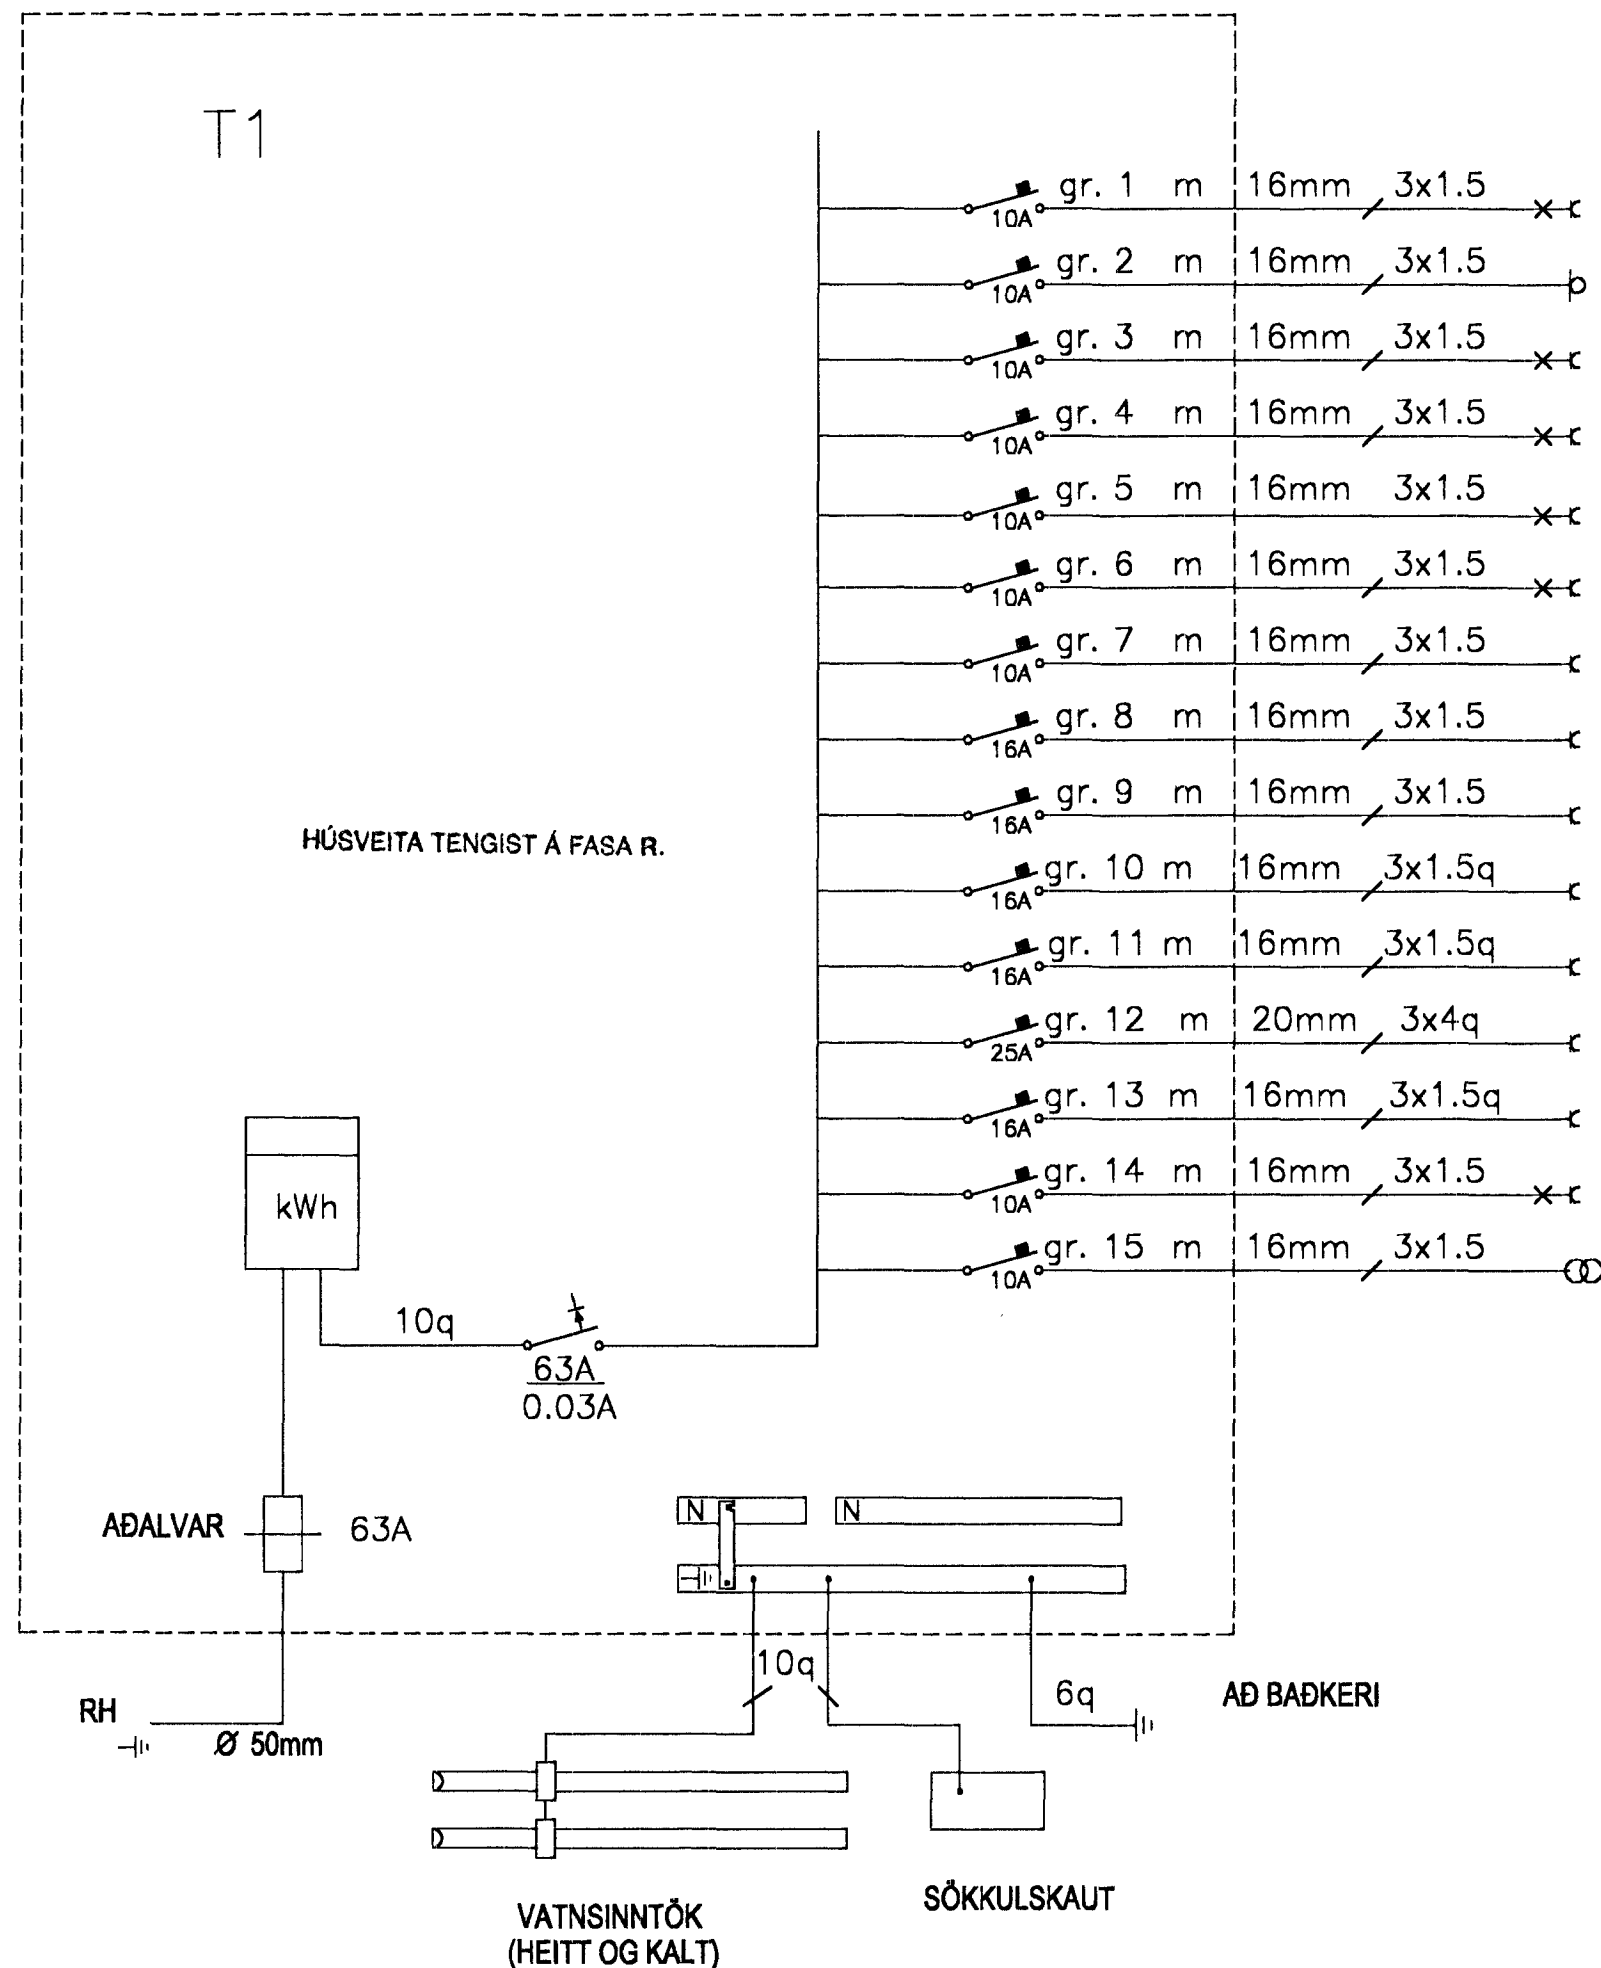 T1
gr. 1 m 16mm 3x1.5
10A
gr. 2 m 16mm 3x1.5
10A
gr. 3 m 16mm 3x1.5
10A
gr. 4 m 16mm 3x1.5
10A
gr. 5 m 16mm 3x1.5
10A
gr. 6 m 16mm 3x1.5
10A
gr. 7 m 16mm 3x1.5
10A
gr. 8 m 16mm 3x1.5
16A
gr. 9 m 16mm 3x1.5
16A
HÚSVEITA TENGIST Á FASA R.
gr. 10 m 16mm 3x1.5q
16A
gr. 11 m 16mm 3x1.5q
16A
gr. 12 m 20mm 3x4q
25A
gr. 13 m 16mm 3x1.5q
16A
gr. 14 m 16mm 3x1.5
10A
gr. 15 m 16mm 3x1.5
10A
kWh
10q
63A
0.03A
AÐALVAR 63A
N N
10q
6q
AÐ BAÐKERI
RH
Ø 50mm
SÖKKULSKAUT
VATNSINNTÖK
(HEITT OG KALT)